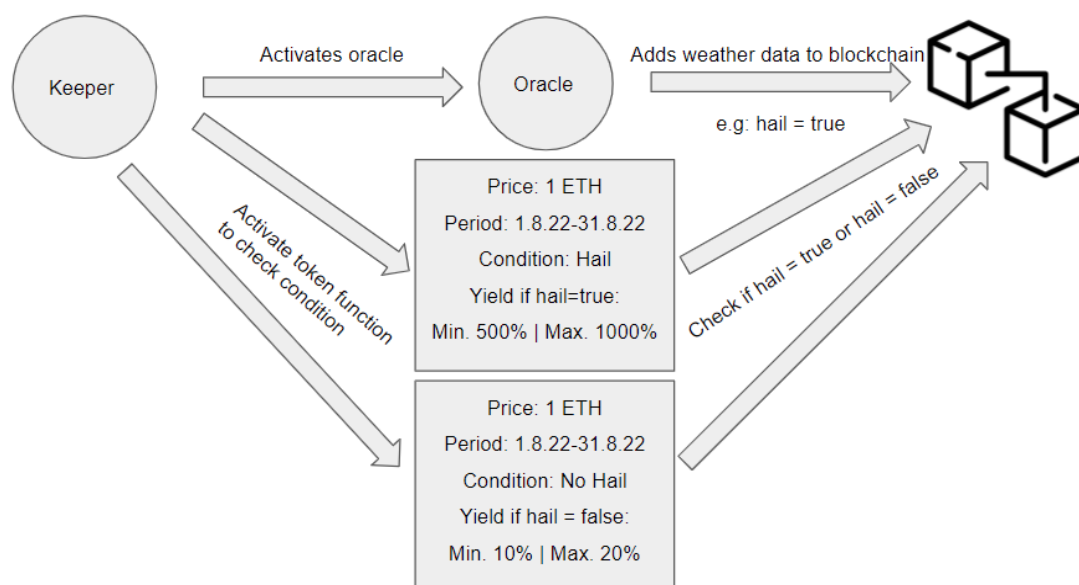 Keeper
Activates oracle
Oracle
Adds weather data to blockchain
e.g: hail = true
Activate token function
to check condition
Price: 1 ETH
Period: 1.8.22-31.8.22
Condition: Hail
Yield if hail=true:
Min. 500% | Max. 1000%
Check if hail = true or hail = false
Price: 1 ETH
Period: 1.8.22-31.8.22
Condition: No Hail
Yield if hail = false:
Min. 10% | Max. 20%